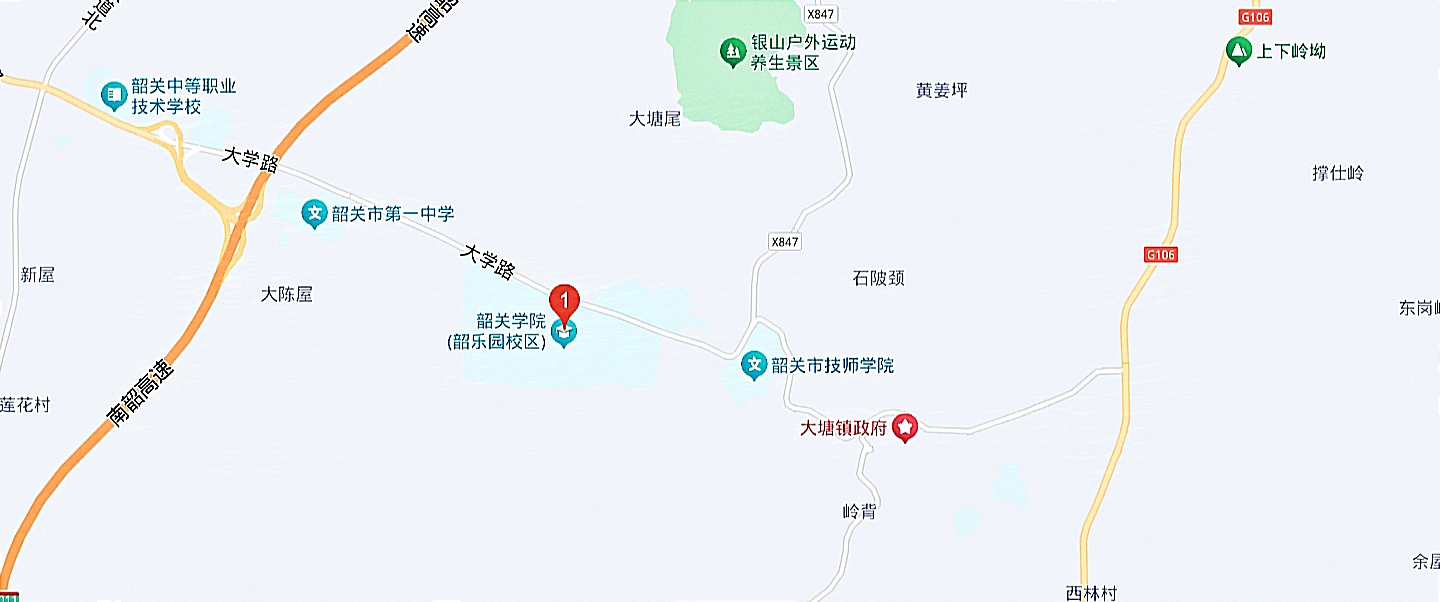 X847
G106
银山户外运动
养生景区
上下岭坳
韶关中等职业
技术学校
黄姜坪
大塘尾
大学路
撑仕岭
韶关市第一中学
X847
G106
大学路
新屋
石陂颈
大陈屋
1
韶关学院
(韶乐园校区)
韶关市技师学院
南韶高速
莲花村
大塘镇政府
岭背
西林村